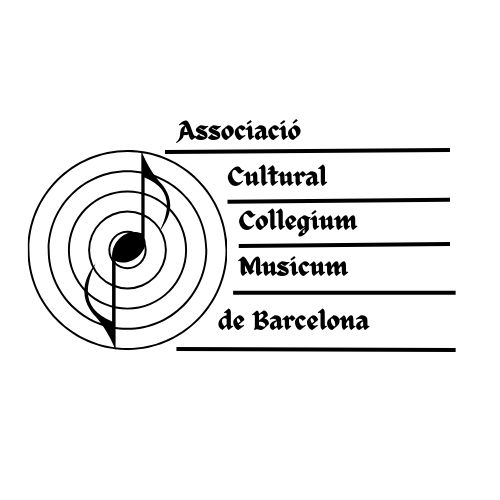 Associació
Cultural
Collegium
Musicum
de Barcelona